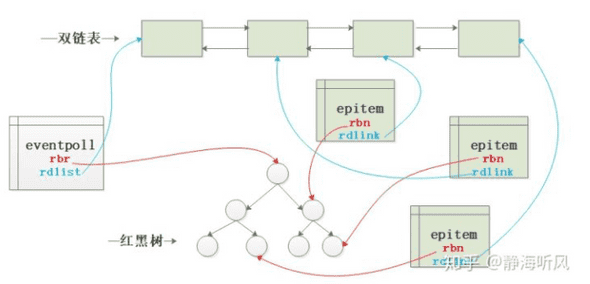 双链表
epitem
rbn
rdlink
eventpoll
rbr
rdlist
epitem
rbn
rdlink
红黑树
epitem
rbn
知乎 @静海听风